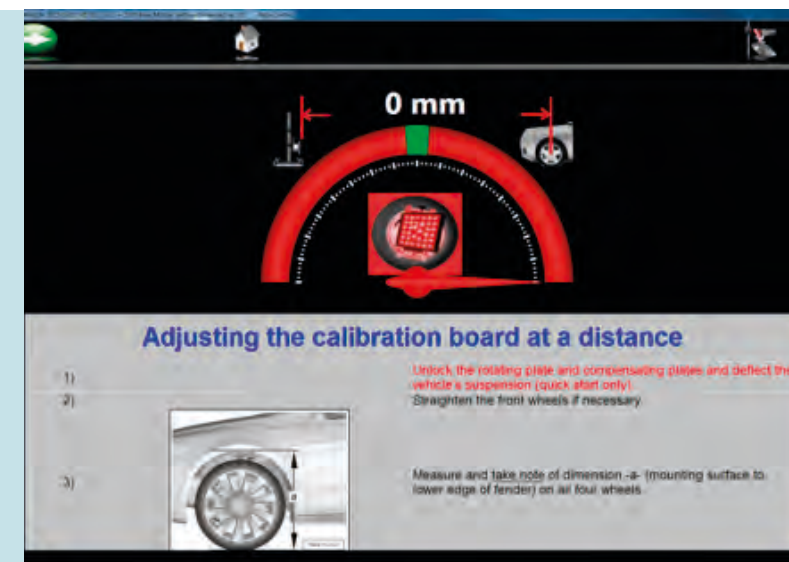 0 mm
Adjusting the calibration board at a distance
1)
Unlock the rotating plate and compensating plates and deflect the
vehicle's suspension (quick start only).
2)
Straighten the front wheels if necessary.
3)
Measure and take note of dimension -a- (mounting surface to
lower edge of fender) on all four wheels.
a